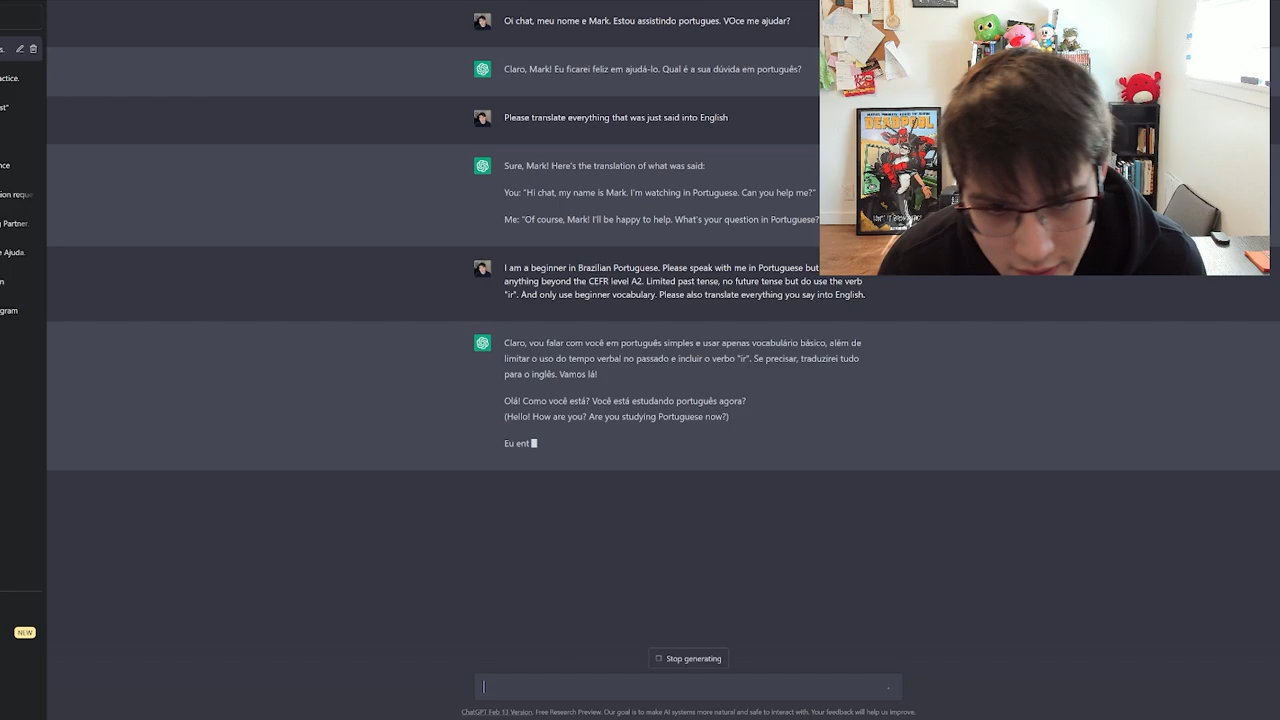 Oi chat, meu nome e Mark. Estou assistindo portugues. VOce me ajudar?
s.
Claro, Mark! Eu ficarei feliz em ajudá-lo. Qual é a sua dúvida em português?
actice.
st"
Please translate everything that was just said into English
DEADPOOL
Sure, Mark! Here's the translation of what was said:
nce
You: "Hi chat, my name is Mark. I'm watching in Portuguese. Can you help me?"
ion reque
Me: "Of course, Mark! I'll be happy to help. What's your question in Portuguese?
g Partner.
e Ajuda.
I am a beginner in Brazilian Portuguese. Please speak with me in Portuguese but
anything beyond the CEFR level A2. Limited past tense, no future tense but do use the verb
"ir". And only use beginner vocabulary. Please also translate everything you say into English.
n
gram
Claro, vou falar com você em português simples e usar apenas vocabulário básico, além de
limitar o uso do tempo verbal no passado e incluir o verbo "ir". Se precisar, traduzirei tudo
para o inglês. Vamos lá!
Olá! Como você está? Você está estudando português agora?
(Hello! How are you? Are you studying Portuguese now?)
Eu ent
NEW
Stop generating
ChatGPT Feb 13 Version. Free Research Preview. Our goal is to make AI systems more natural and safe to interact with. Your feedback will help us improve.